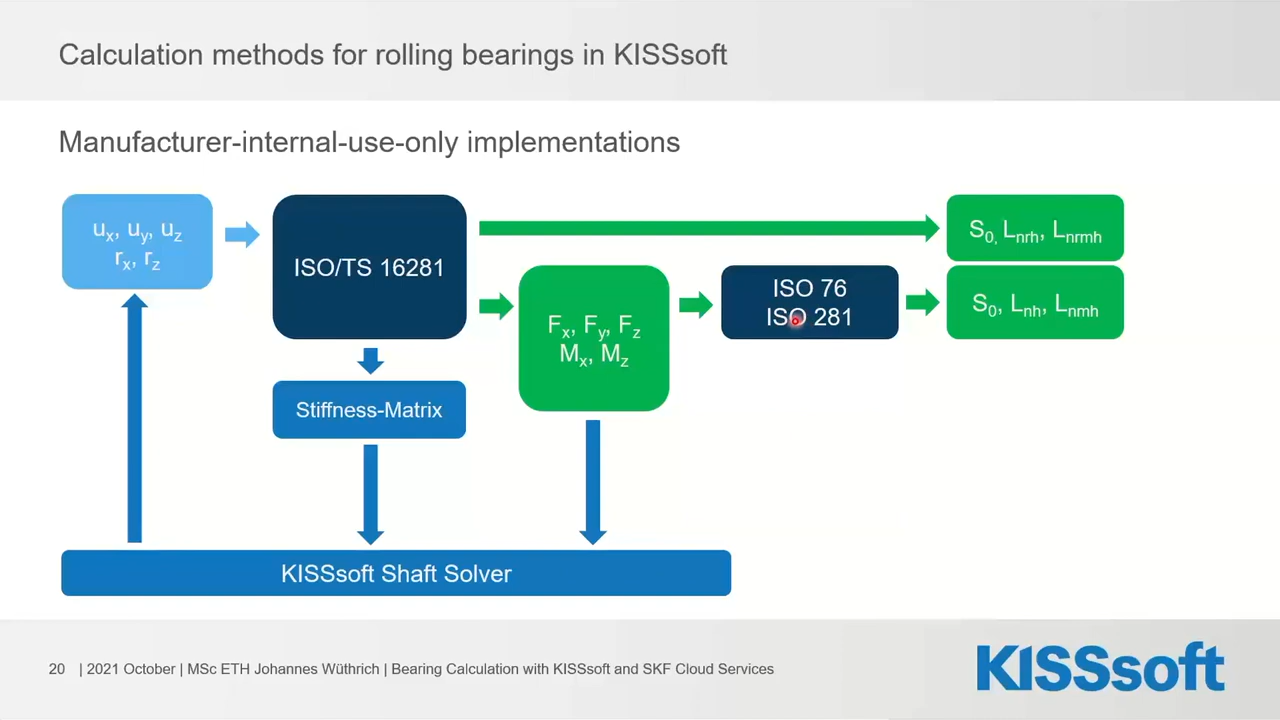 Calculation methods for rolling bearings in KISSsoft
Manufacturer-internal-use-only implementations
ux, uy, uz
rx, rz
ISO/TS 16281
S0, Lnrh, Lnrmh
Fx, Fy, Fz
Mx, Mz
ISO 76
ISO 281
S0, Lnh, Lnmh
Stiffness-Matrix
KISSsoft Shaft Solver
20 | 2021 October | MSc ETH Johannes Wüthrich | Bearing Calculation with KISSsoft and SKF Cloud Services
KISSsoft